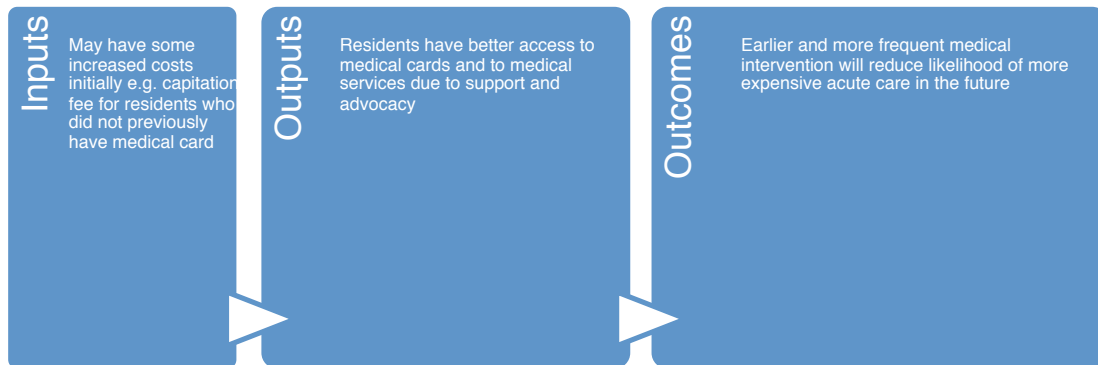 Inputs
May have some
increased costs
initially e.g. capitation
fee for residents who
did not previously
have medical card
Outputs
Residents have better access to
medical cards and to medical
services due to support and
advocacy
Outcomes
Earlier and more frequent medical
intervention will reduce likelihood of more
expensive acute care in the future